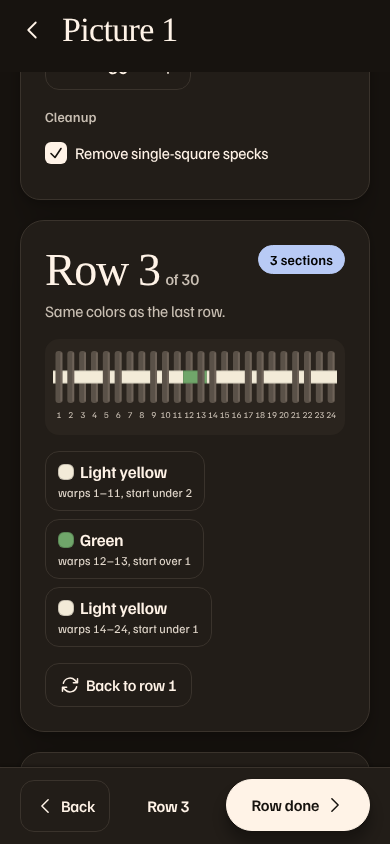 Picture 1
Cleanup
Remove single-square specks
Row 3 of 30
3 sections
Same colors as the last row.
1 2 3 4 5 6 7 8 9 10 11 12 13 14 15 16 17 18 19 20 21 22 23 24
Light yellow
warps 1–11, start under 2
Green
warps 12–13, start over 1
Light yellow
warps 14–24, start under 1
Back to row 1
Back
Row 3
Row done